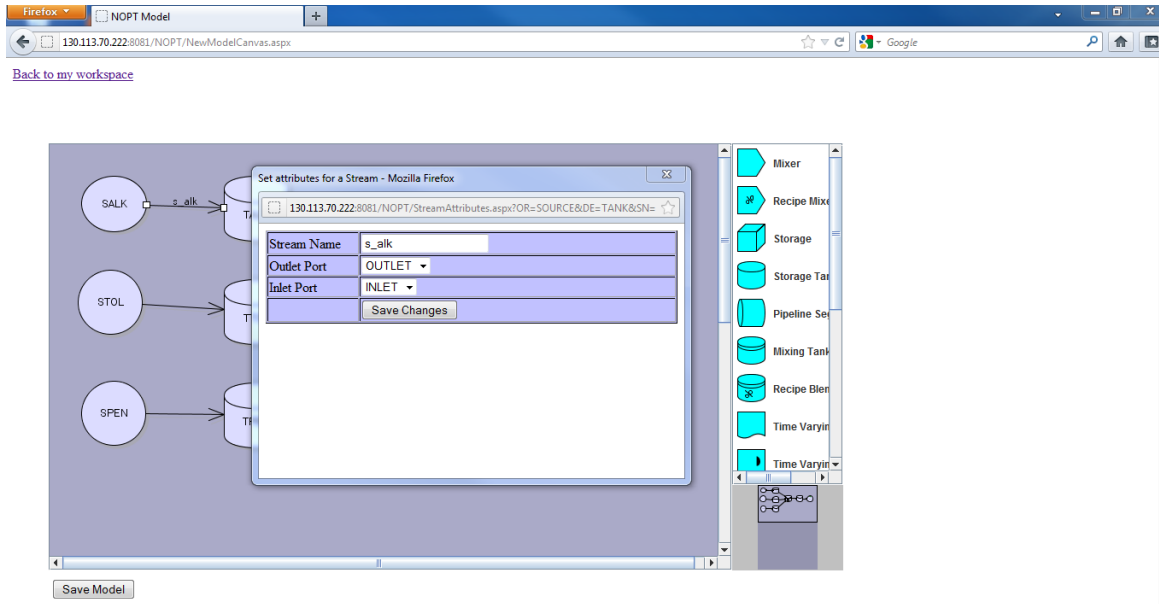 Firefox
NOPT Model
+
130.113.70.222:8081/NOPT/NewModelCanvas.aspx
Google
Back to my workspace
SALK
s_alk
STOL
SPEN
Set attributes for a Stream - Mozilla Firefox
130.113.70.222:8081/NOPT/StreamAttributes.aspx?OR=SOURCE&DE=TANK&SN=
Stream Name s_alk
Outlet Port OUTLET
Inlet Port INLET
Save Changes
Mixer
Recipe Mixe
Storage
Storage Tan
Pipeline Seg
Mixing Tank
Recipe Blen
Time Varyin
Time Varyin
Save Model